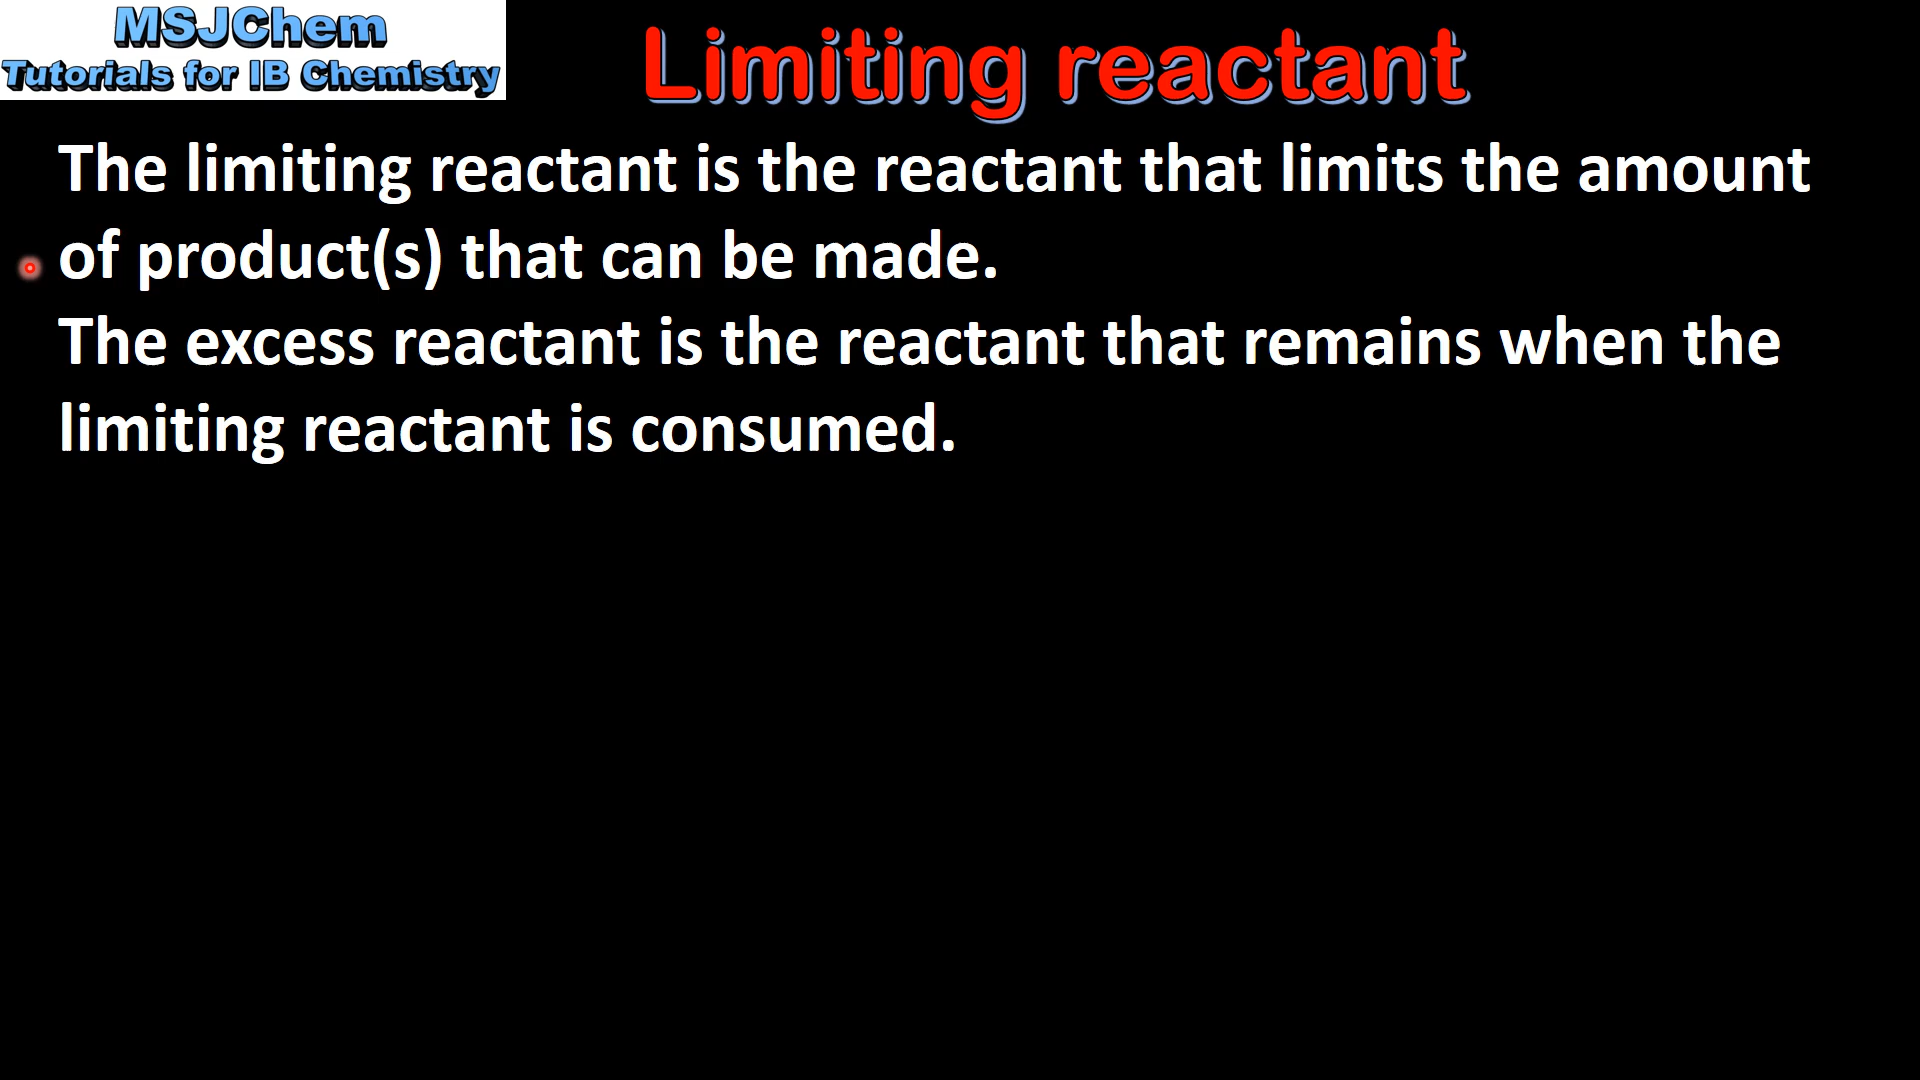 MSJChem
Tutorials for IB Chemistry
Limiting reactant
The limiting reactant is the reactant that limits the amount
of product(s) that can be made.
The excess reactant is the reactant that remains when the
limiting reactant is consumed.